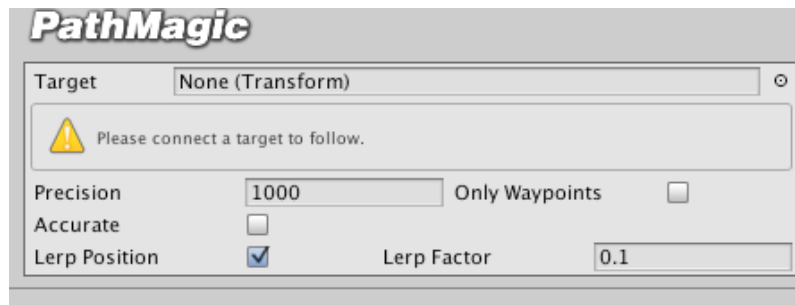 PathMagic
Target None (Transform)
Please connect a target to follow.
Precision 1000 Only Waypoints
Accurate
Lerp Position Lerp Factor 0.1